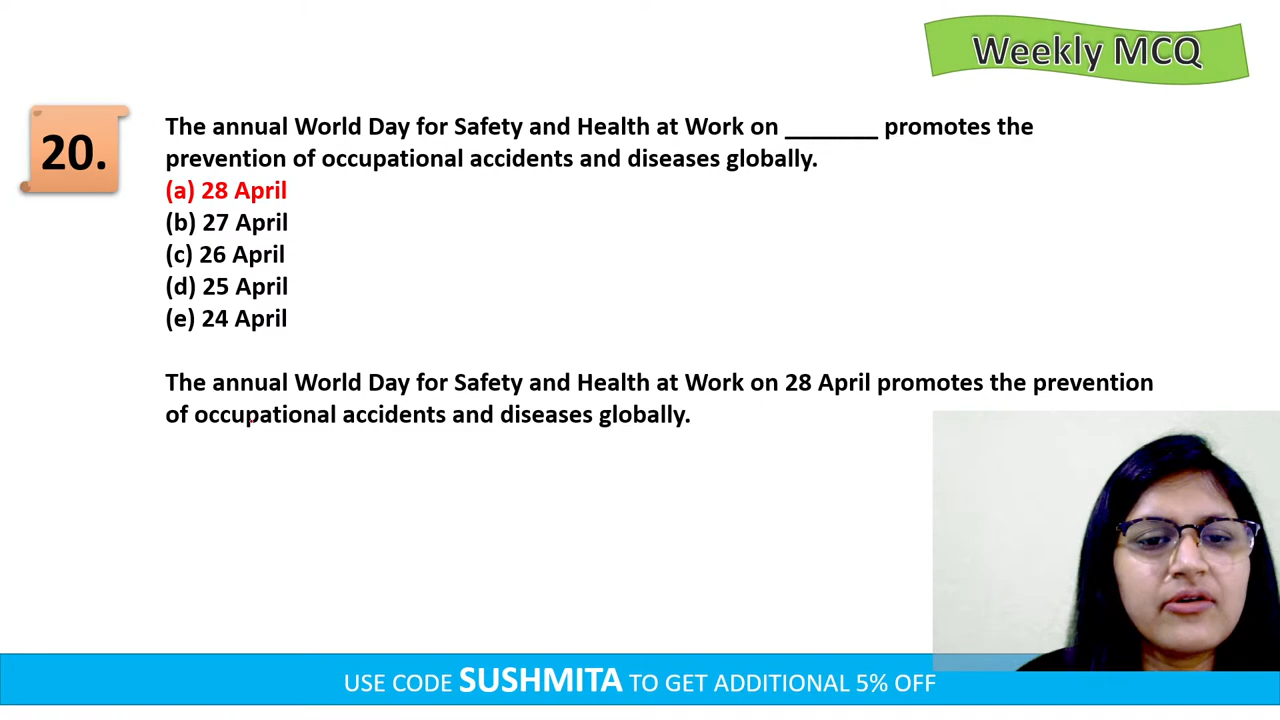 Weekly MCQ
20.
The annual World Day for Safety and Health at Work on _______ promotes the
prevention of occupational accidents and diseases globally.
(a) 28 April
(b) 27 April
(c) 26 April
(d) 25 April
(e) 24 April
The annual World Day for Safety and Health at Work on 28 April promotes the prevention
of occupational accidents and diseases globally.
USE CODE SUSHMITA TO GET ADDITIONAL 5% OFF